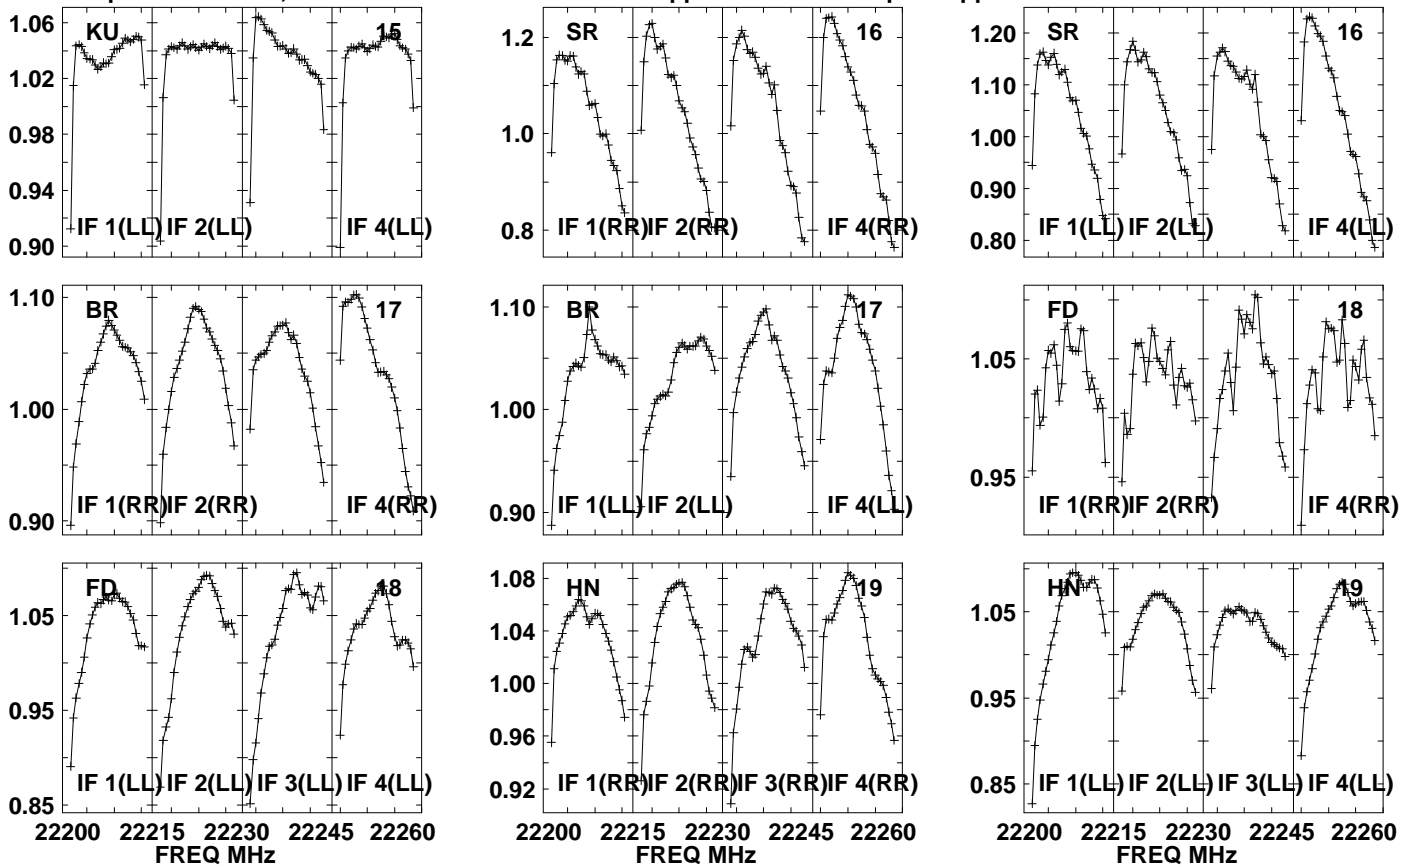 KU 15
1.06
1.02
0.98
0.94
0.90
IF 1(LL) IF 2(LL) IF 4(LL)
SR 16
1.2
1.0
0.8
IF 1(RR) IF 2(RR) IF 4(RR)
SR 16
1.20
1.10
1.00
0.90
0.80
IF 1(LL) IF 2(LL) IF 4(LL)
BR 17
1.10
1.00
0.90
IF 1(RR) IF 2(RR) IF 4(RR)
BR 17
1.10
1.00
0.90
IF 1(LL) IF 2(LL) IF 4(LL)
FD 18
1.05
0.95
IF 1(RR) IF 2(RR) IF 4(RR)
FD 18
1.05
0.95
0.85
IF 1(LL) IF 2(LL) IF 3(LL) IF 4(LL)
22200 22215 22230 22245 22260
FREQ MHz
HN 19
1.08
1.04
1.00
0.96
0.92
IF 1(RR) IF 2(RR) IF 3(RR) IF 4(RR)
22200 22215 22230 22245 22260
FREQ MHz
HN 19
1.05
0.95
0.85
IF 1(LL) IF 2(LL) IF 3(LL) IF 4(LL)
22200 22215 22230 22245 22260
FREQ MHz